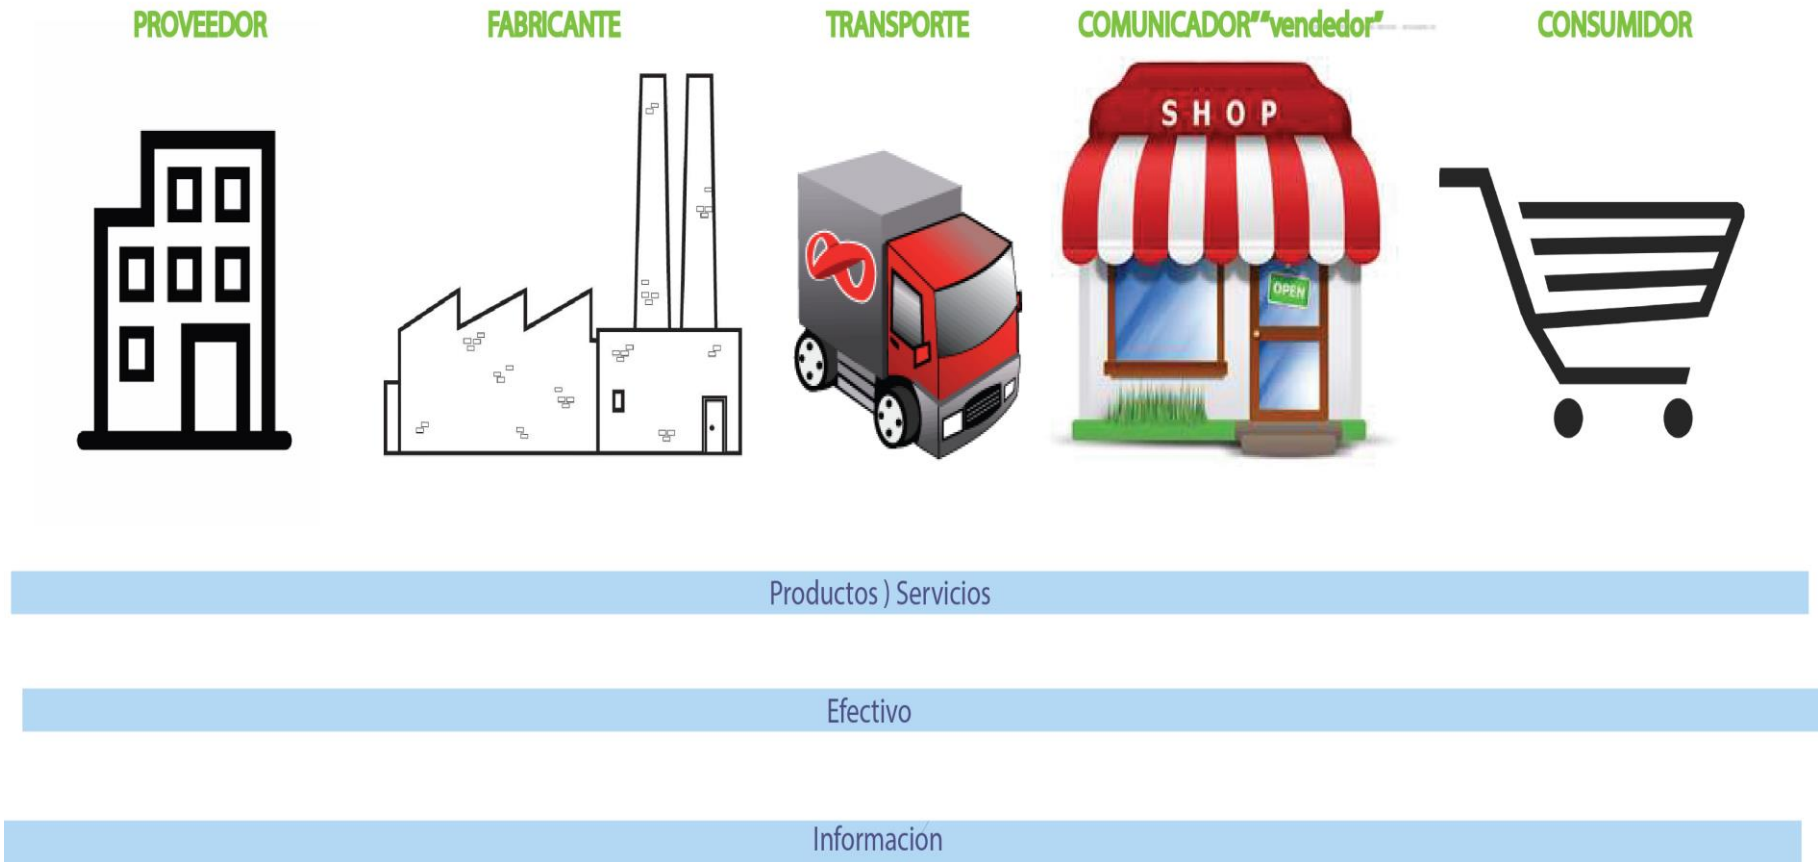 PROVEEDOR
FABRICANTE
TRANSPORTE
COMUNICADOR““vendedor”
CONSUMIDOR
SHOP
OPEN
Productos ) Servicios
Efectivo
Información